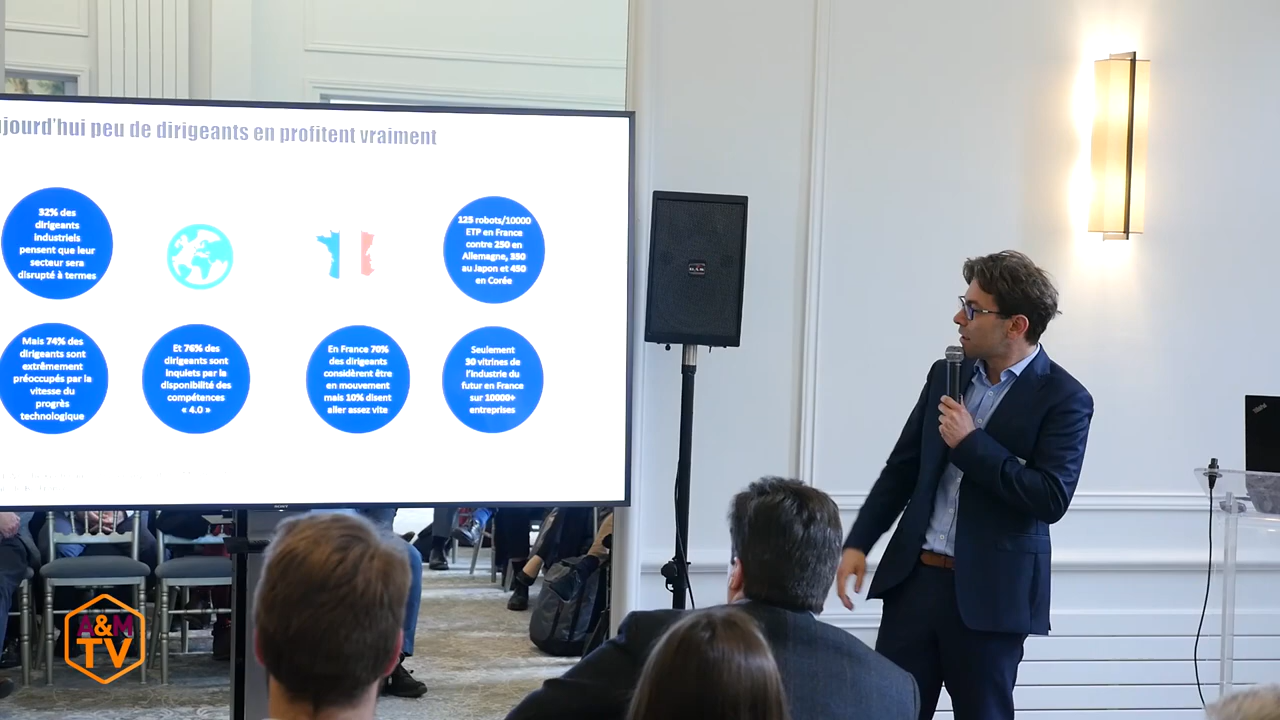 jourd'hui peu de dirigeants en profitent vraiment
32% des
dirigeants
industriels
pensent que leur
secteur sera
disrupté à termes
125 robots/10000
ETP en France
contre 250 en
Allemagne, 350
au Japon et 450
en Corée
Mais 74% des
dirigeants sont
extrêmement
préoccupés par la
vitesse du
progrès
technologique
Et 76% des
dirigeants sont
inquiets par la
disponibilité des
compétences
« 4.0 »
En France 70%
des dirigeants
considèrent être
en mouvement
mais 10% disent
aller assez vite
Seulement
30 vitrines de
l'industrie du
futur en France
sur 10000+
entreprises
SONY
ThinkPad
A&M
TV